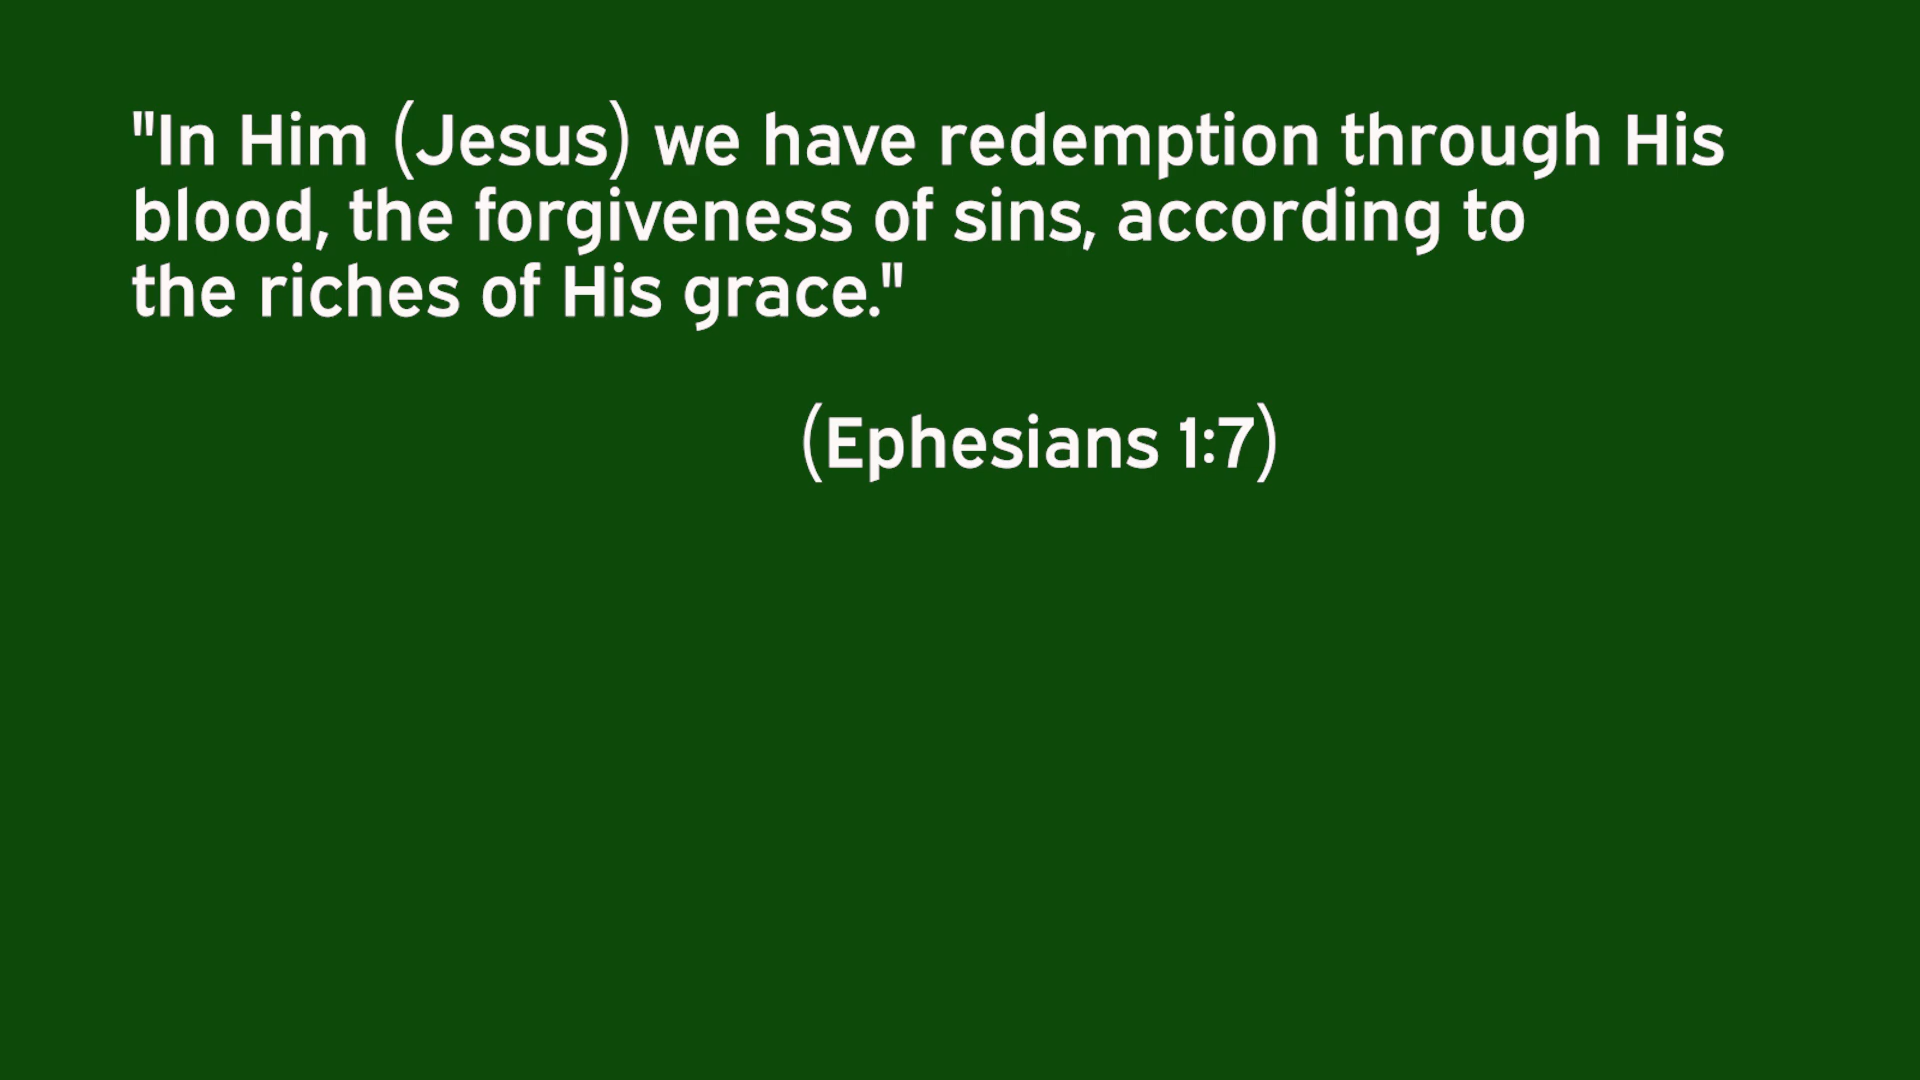 "In Him (Jesus) we have redemption through His
blood, the forgiveness of sins, according to
the riches of His grace."
(Ephesians 1:7)